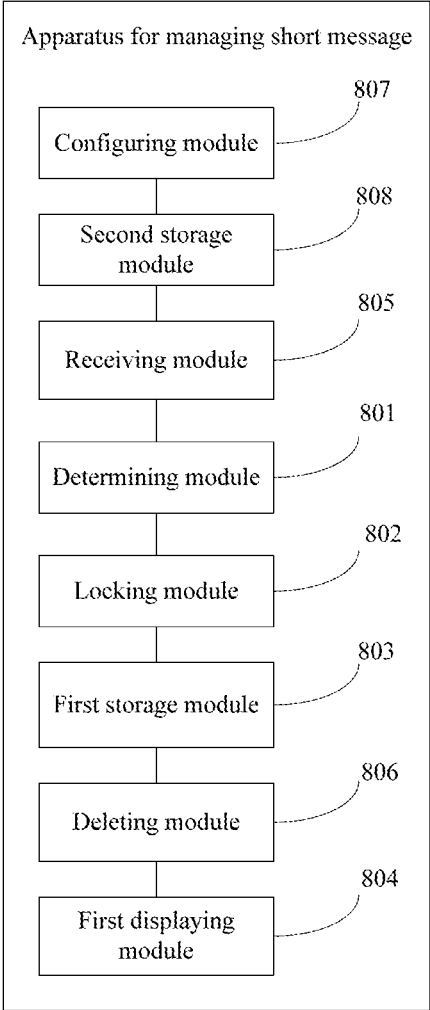 Apparatus for managing short message
807
Configuring module
808
Second storage
module
805
Receiving module
801
Determining module
802
Locking module
803
First storage module
806
Deleting module
804
First displaying
module